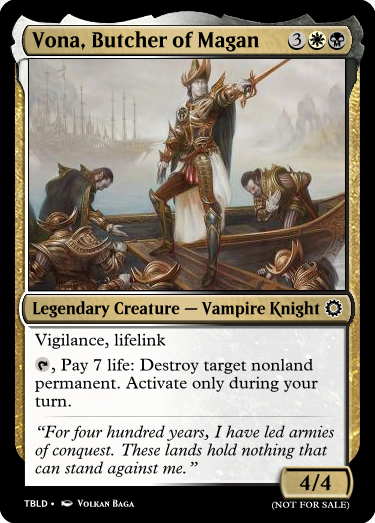 Vona, Butcher of Magan 3
Legendary Creature — Vampire Knight
Vigilance, lifelink
, Pay 7 life: Destroy target nonland
permanent. Activate only during your
turn.
“For four hundred years, I have led armies
of conquest. These lands hold nothing that
can stand against me.”
4/4
TBLD • Volkan Baga
(NOT FOR SALE)